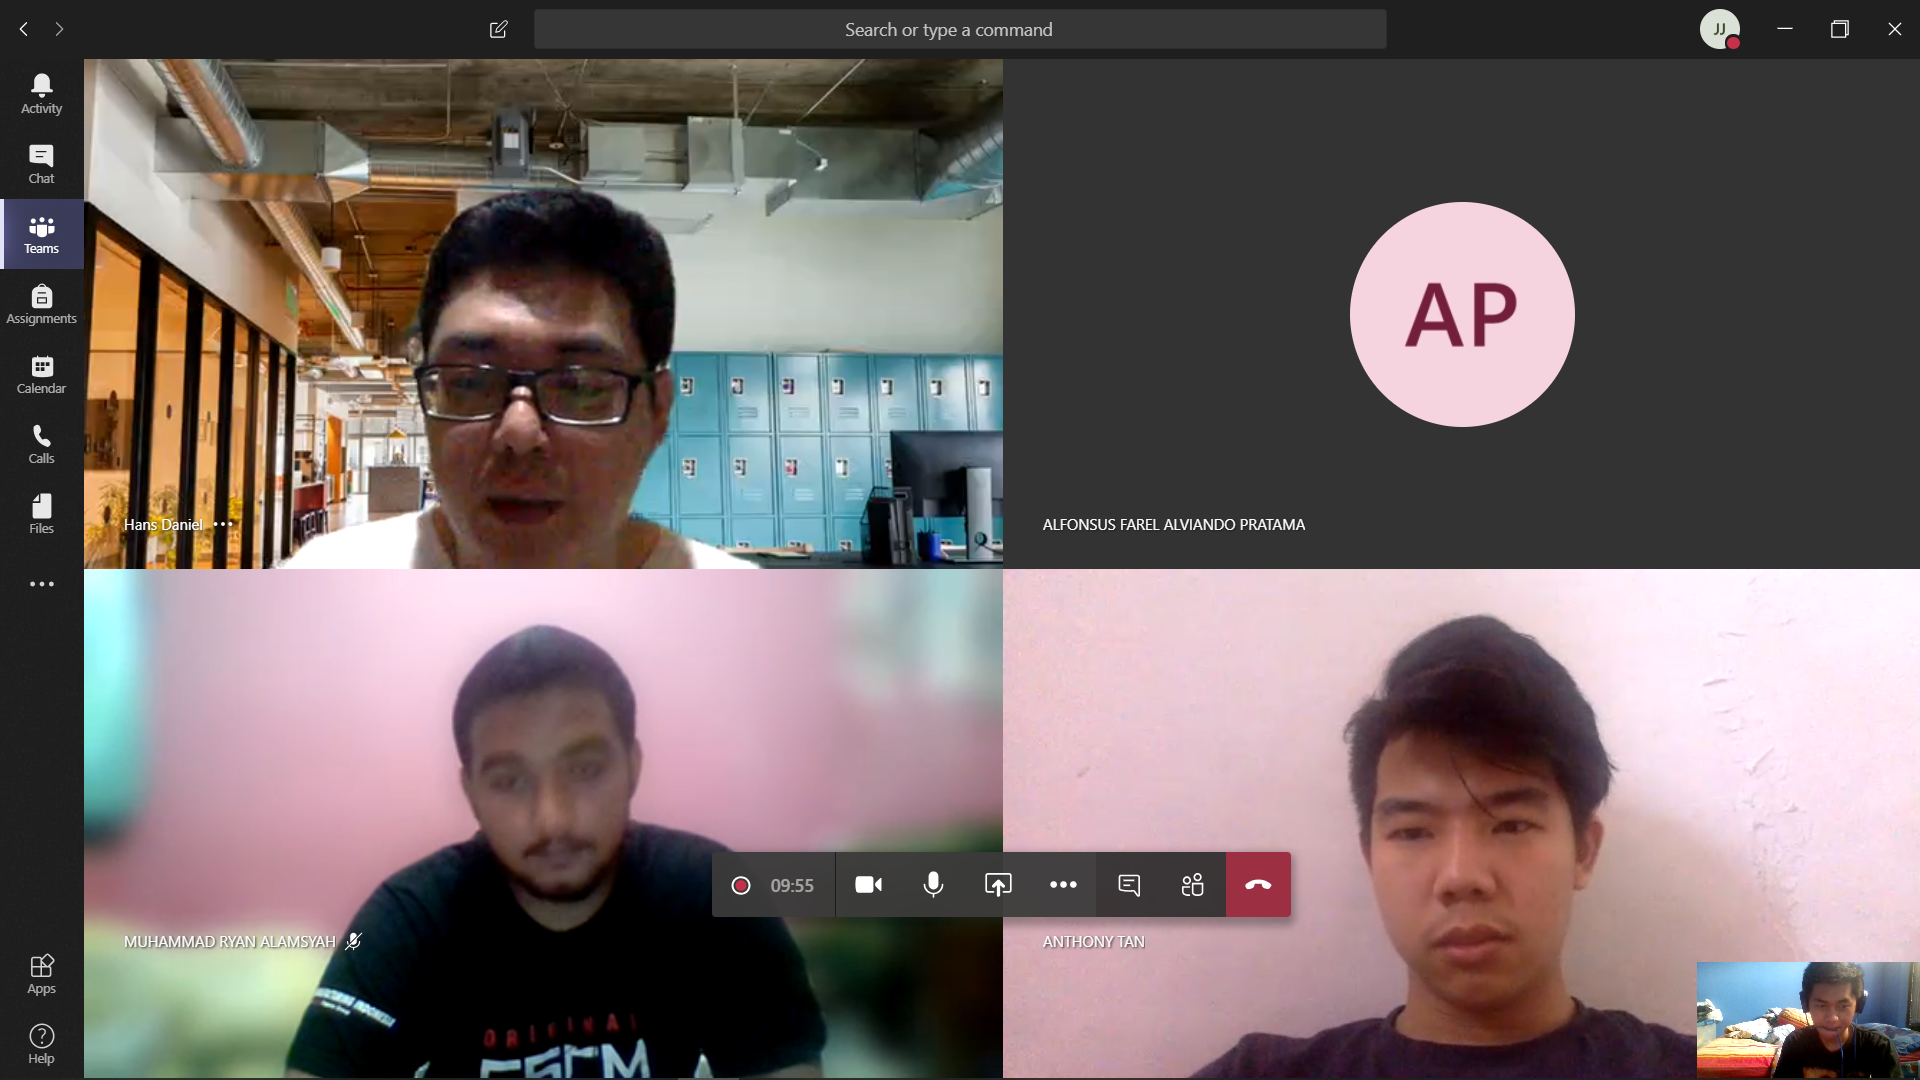 Search or type a command
JJ
Activity
Chat
Teams
Assignments
Calendar
Calls
Files
Apps
Help
Hans Daniel
AP
ALFONSUS FAREL ALVIANDO PRATAMA
09:55
MUHAMMAD RYAN ALAMSYAH
ANTHONY TAN
ORIGINAL